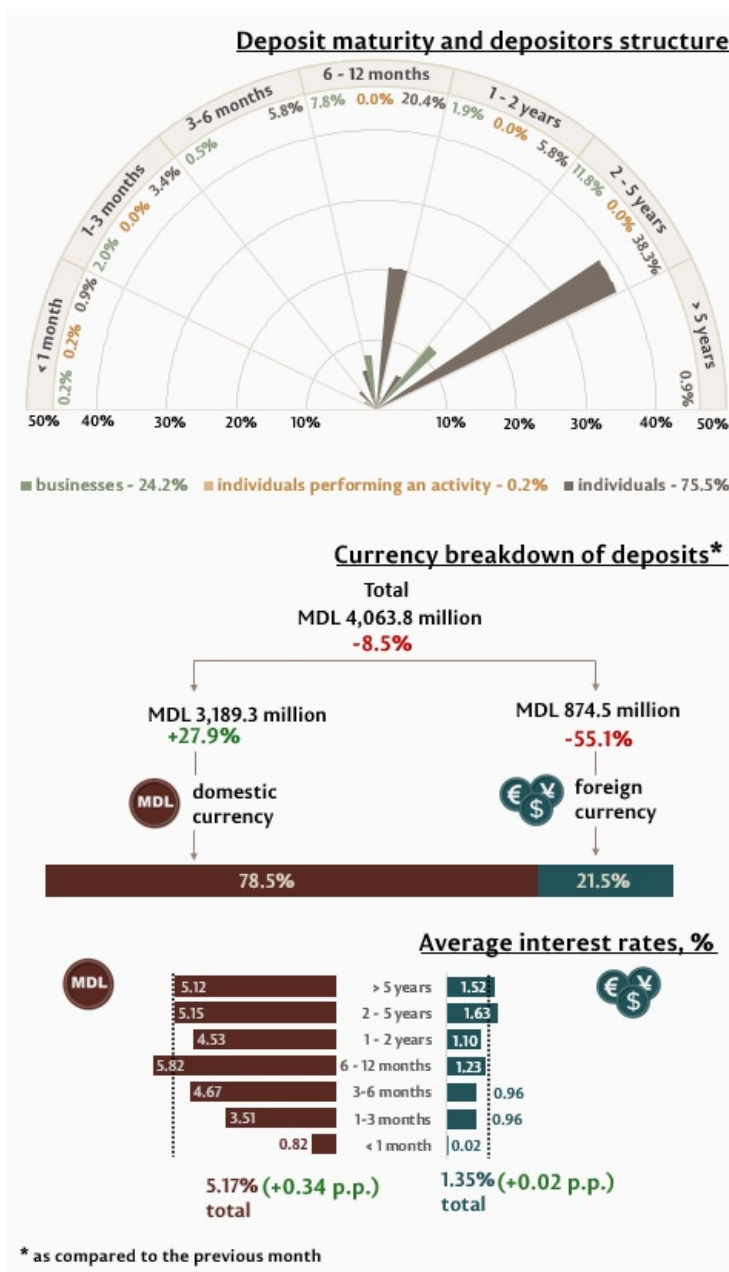 Deposit maturity and depositors structure
6 - 12 months
3-6 months
1 - 2 years
1-3 months
2 - 5 years
< 1 month
> 5 years
0.2% 0.2% 0.9%
2.0% 0.0% 3.4%
0.5% 5.8%
7.8% 0.0% 20.4%
1.9% 0.0% 5.8%
11.8% 0.0% 38.3%
0.9%
50% 40% 30% 20% 10% 10% 20% 30% 40% 50%
businesses - 24.2% individuals performing an activity - 0.2% individuals - 75.5%
Currency breakdown of deposits*
Total
MDL 4,063.8 million
-8.5%
MDL 3,189.3 million
+27.9%
MDL 874.5 million
-55.1%
MDL
domestic
currency
€ ¥ $
foreign
currency
78.5% 21.5%
Average interest rates, %
MDL
€ ¥ $
5.12 > 5 years 1.52
5.15 2 - 5 years 1.63
4.53 1 - 2 years 1.10
5.82 6 - 12 months 1.23
4.67 3-6 months 0.96
3.51 1-3 months 0.96
0.82 < 1 month 0.02
5.17% (+0.34 p.p.)
total
1.35% (+0.02 p.p.)
total
* as compared to the previous month